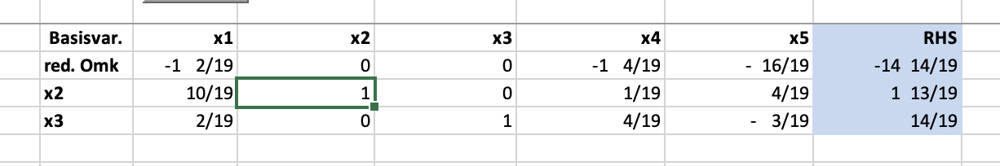 Basisvar. x1 x2 x3 x4 x5 RHS
red. Omk -1 2/19 0 0 -1 4/19 - 16/19 -14 14/19
x2 10/19 1 0 1/19 4/19 1 13/19
x3 2/19 0 1 4/19 - 3/19 14/19